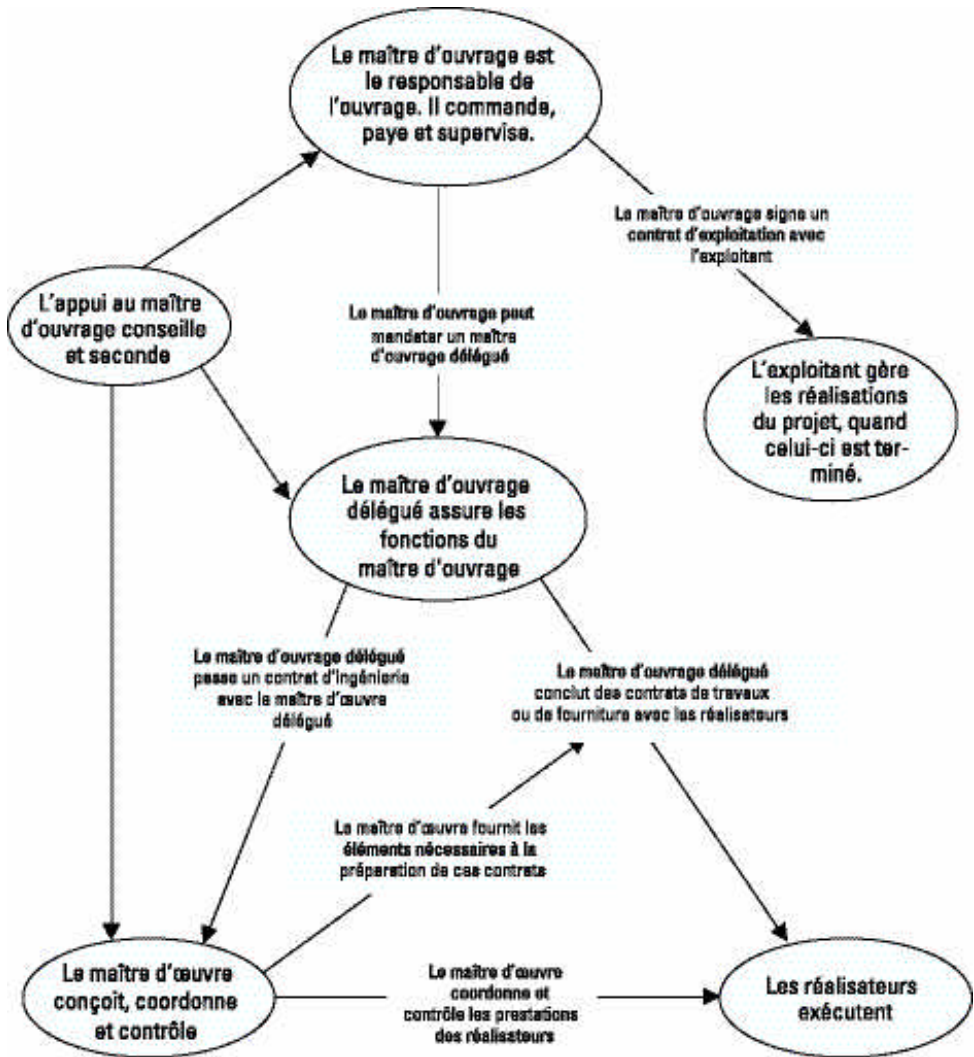 Le maître d'ouvrage est
le responsable de
l'ouvrage. Il commande,
paye et supervise.
Le maître d'ouvrage signe un
contrat d'exploitation avec
l'exploitant
L'appui au maître
d'ouvrage conseille
et seconde
Le maître d'ouvrage peut
mandater un maître
d'ouvrage délégué
L'exploitant gère
les réalisations
du projet, quand
celui-ci est ter-
miné.
Le maître d'ouvrage
délégué assure les
fonctions du
maître d'ouvrage
Le maître d'ouvrage délégué
passe un contrat d'ingénierie
avec le maître d'œuvre
délégué
Le maître d'ouvrage délégué
conclut des contrats de travaux
ou de fourniture avec les réalisateurs
Le maître d'œuvre fournit les
éléments nécessaires à la
préparation de ces contrats
Le maître d'œuvre
conçoit, coordonne
et contrôle
Le maître d'œuvre
coordonne et
contrôle les prestations
des réalisateurs
Les réalisateurs
exécutent